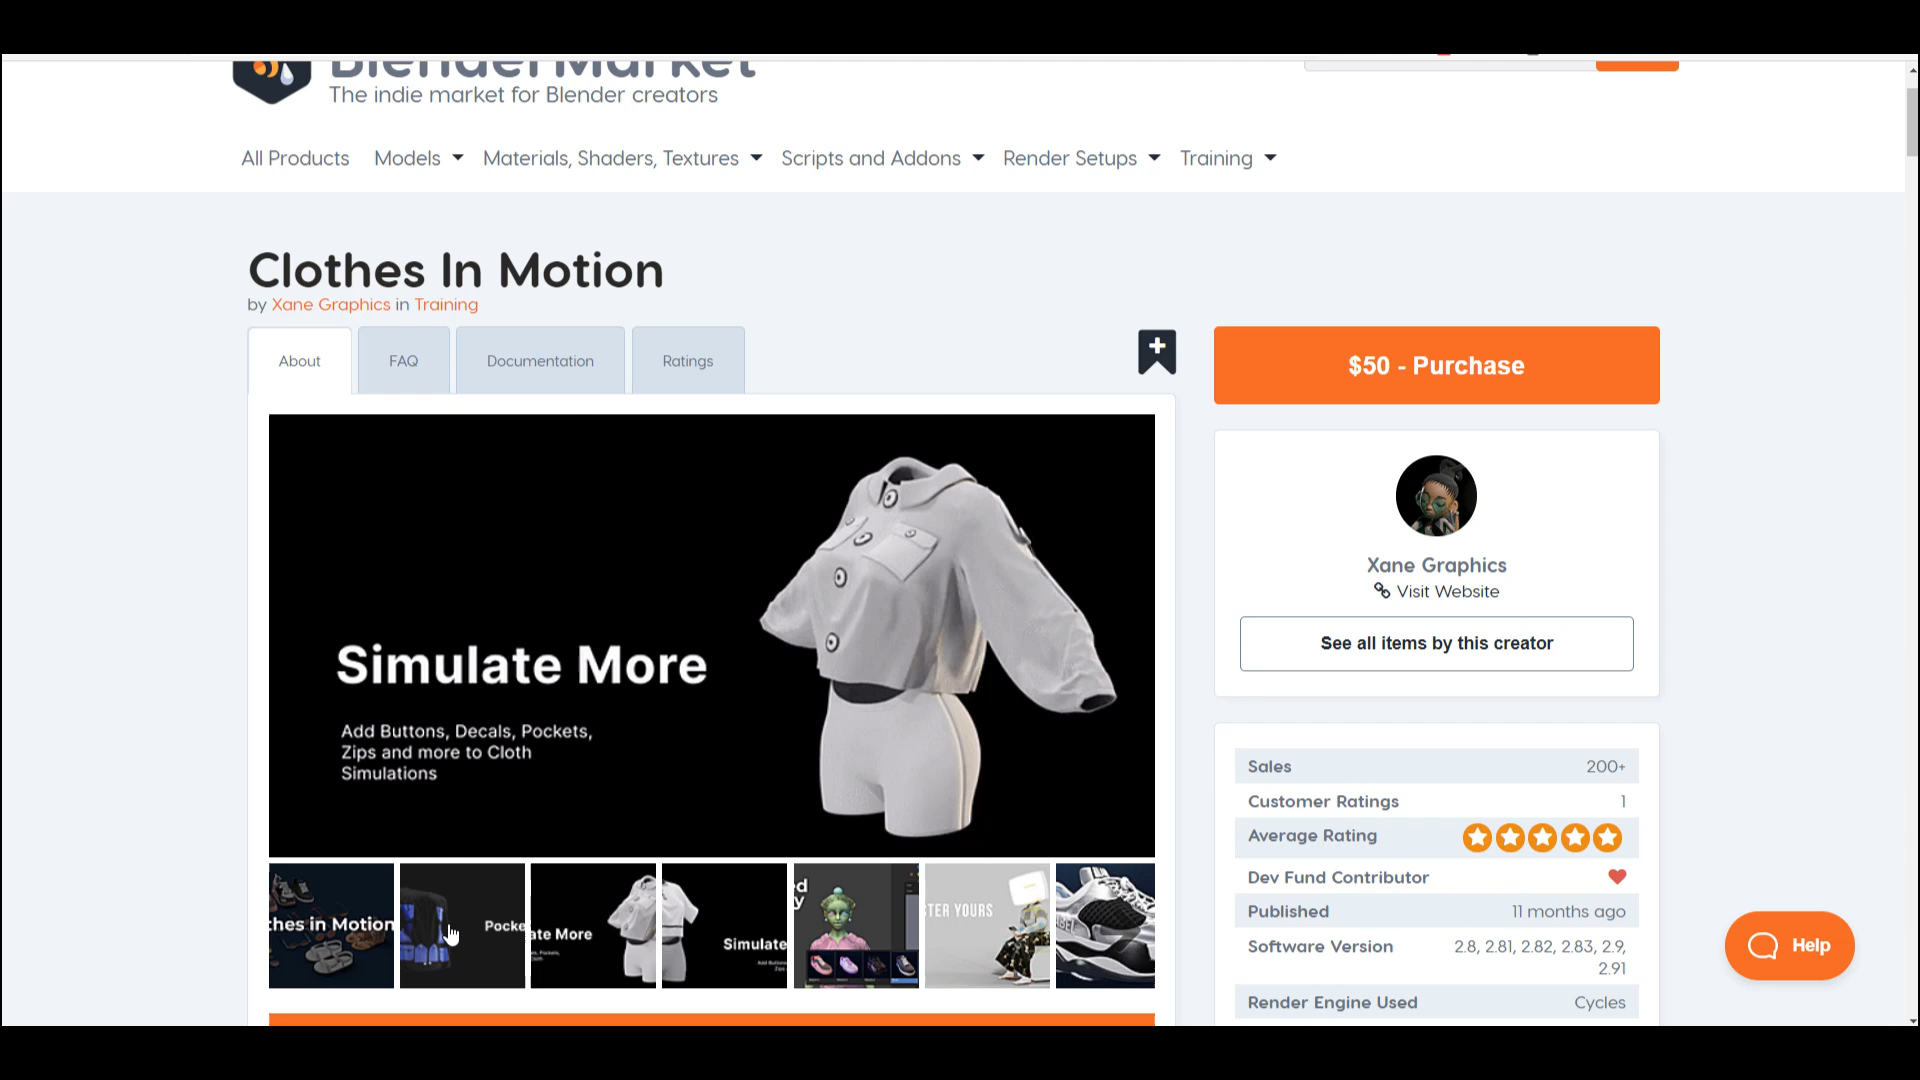 BlenderMarket
The indie market for Blender creators
All Products Models Materials, Shaders, Textures Scripts and Addons Render Setups Training
Clothes In Motion
by Xane Graphics in Training
About FAQ Documentation Ratings
$50 - Purchase
Simulate More
Add Buttons, Decals, Pockets,
Zips and more to Cloth
Simulations
Xane Graphics
Visit Website
See all items by this creator
Sales 200+
Customer Ratings 1
Average Rating
Dev Fund Contributor
Published 11 months ago
Software Version 2.8, 2.81, 2.82, 2.83, 2.9,
2.91
Render Engine Used Cycles
thes in Motion
Pocke
ate More
Simulate
ed
y
TER YOURS
Help